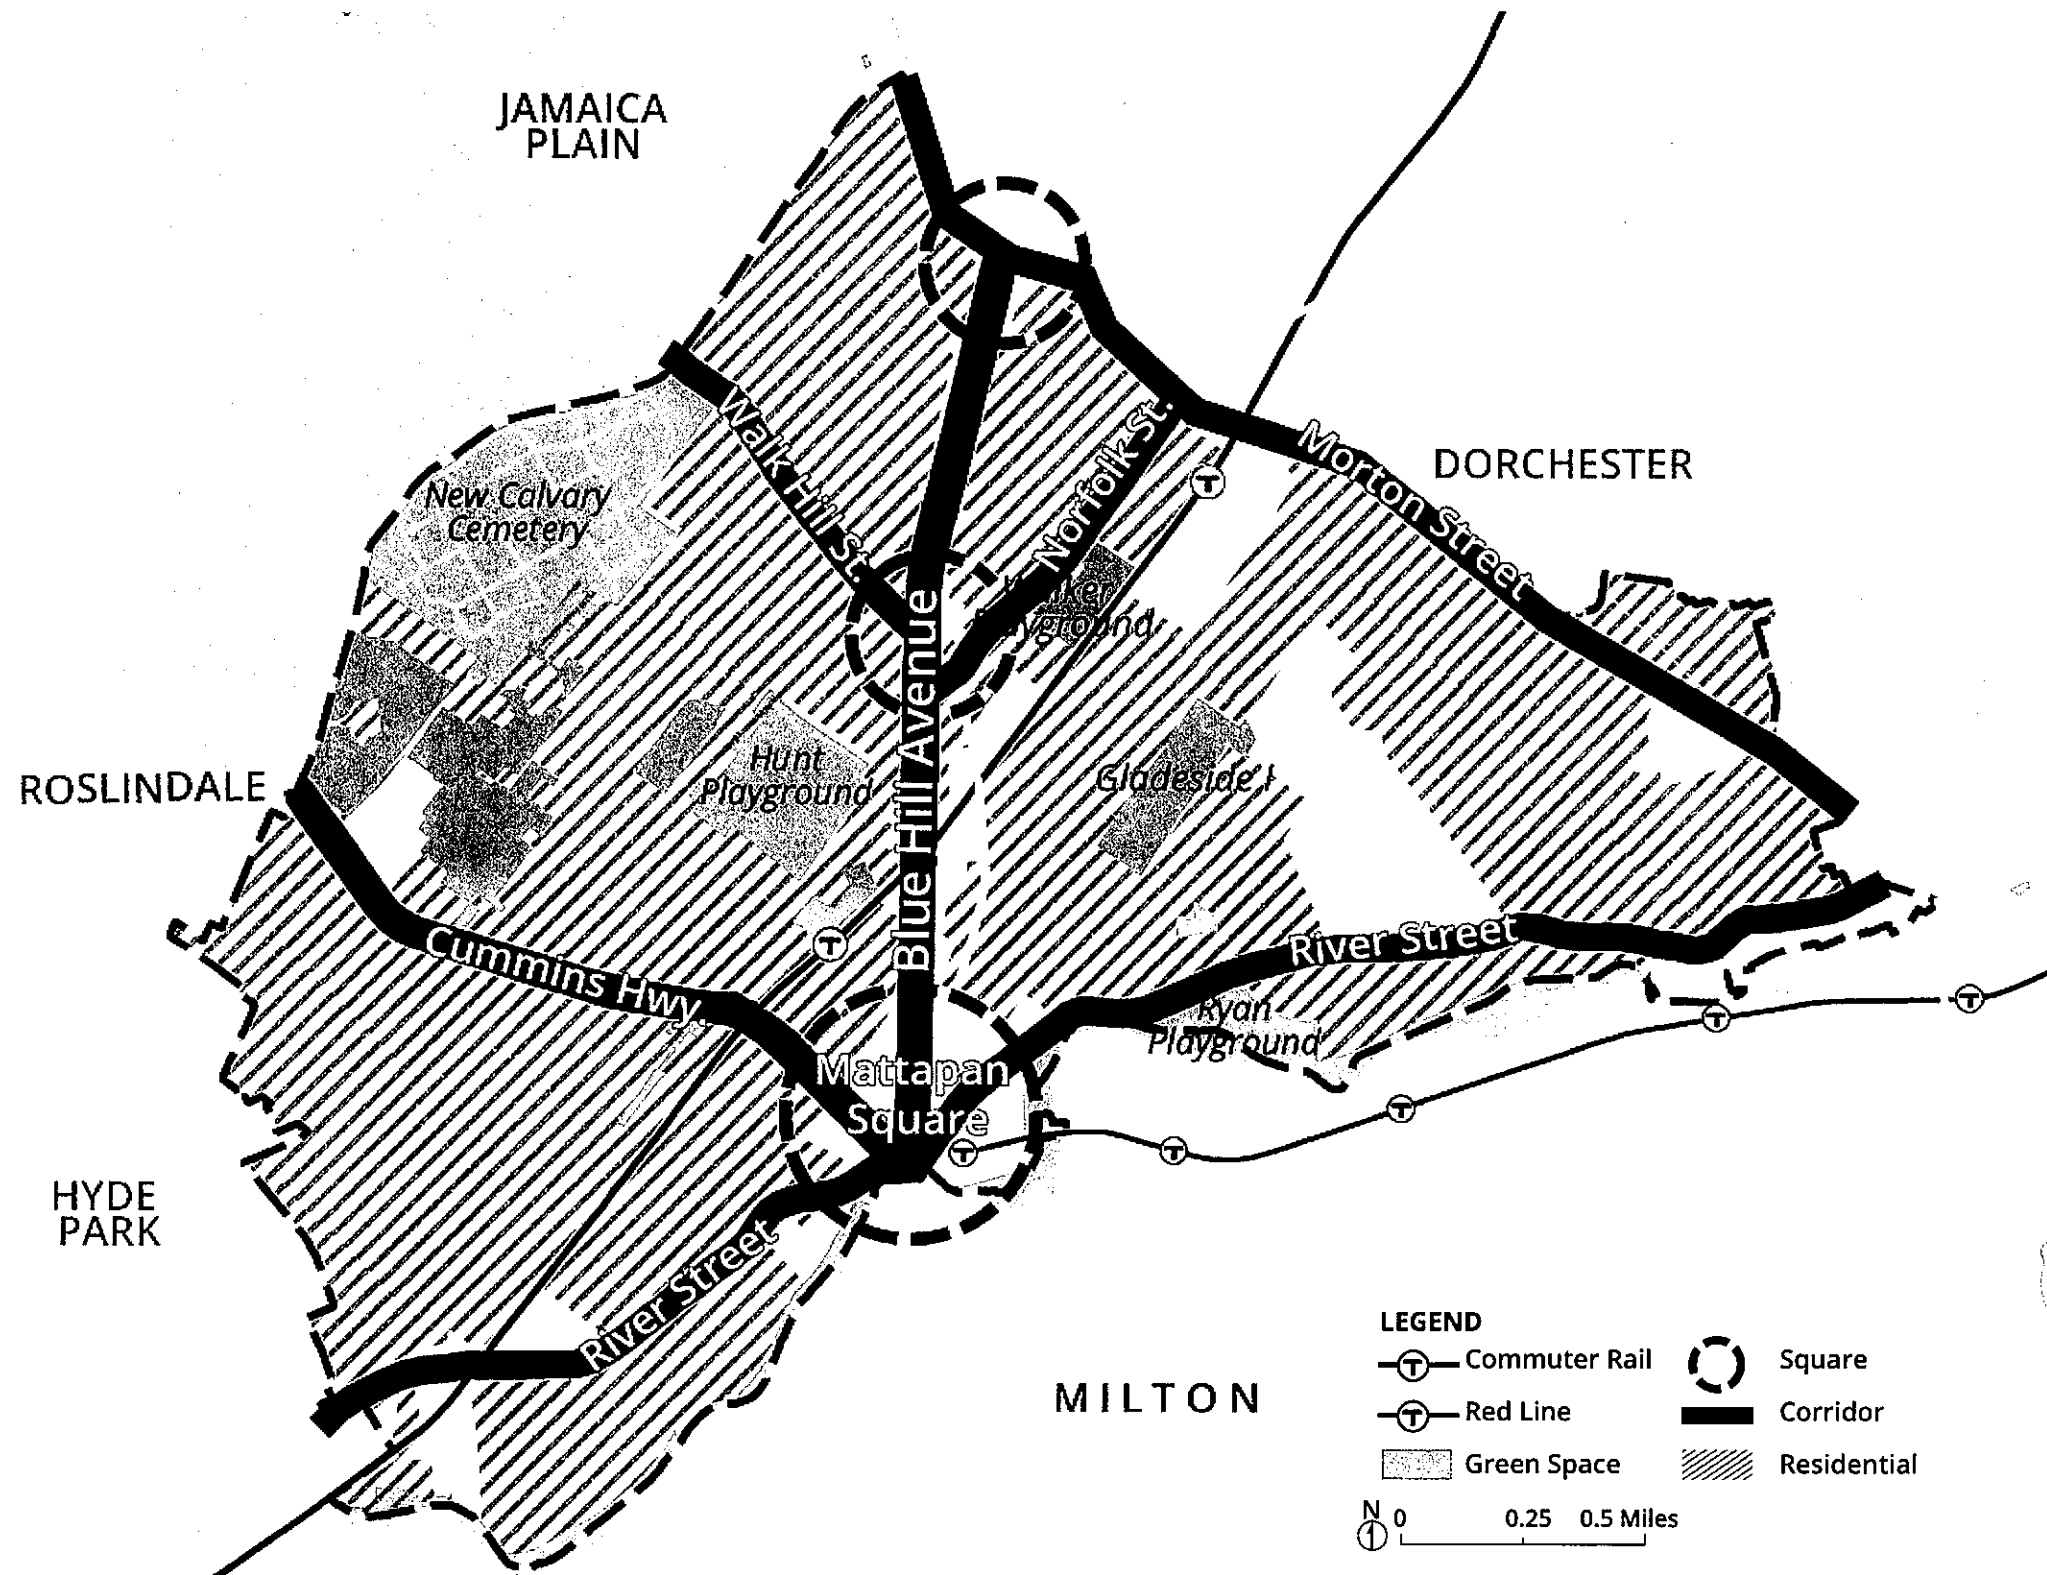 JAMAICA
PLAIN
DORCHESTER
Walk Hill St.
Norfolk St.
Morton Street
New Calvary
Cemetery
Blue Hill Avenue
Hunt
Playground
Gladeside I
ROSLINDALE
Cummins Hwy.
River Street
Ryan
Playground
Mattapan
Square
HYDE
PARK
River Street
MILTON
LEGEND
T Commuter Rail
Square
T Red Line
Corridor
Green Space
Residential
N
0 0.25 0.5 Miles